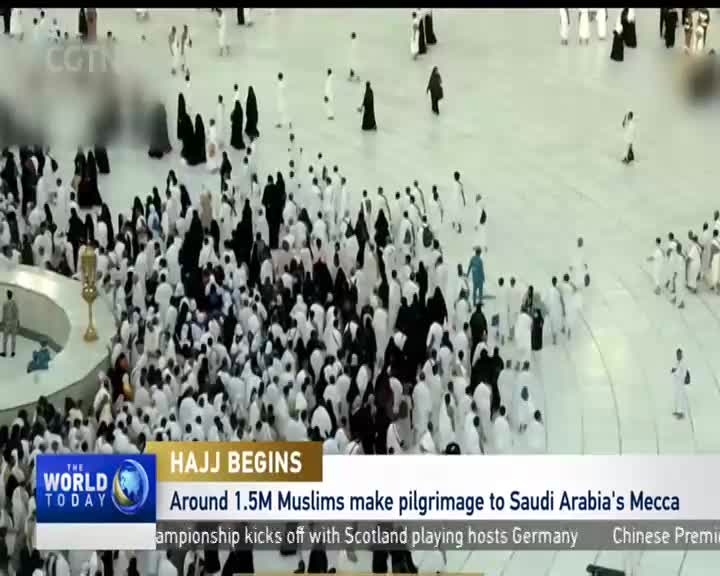 CGTN
HAJJ BEGINS
THE
WORLD
TODAY
Around 1.5M Muslims make pilgrimage to Saudi Arabia's Mecca
ampionship kicks off with Scotland playing hosts Germany Chinese Premi